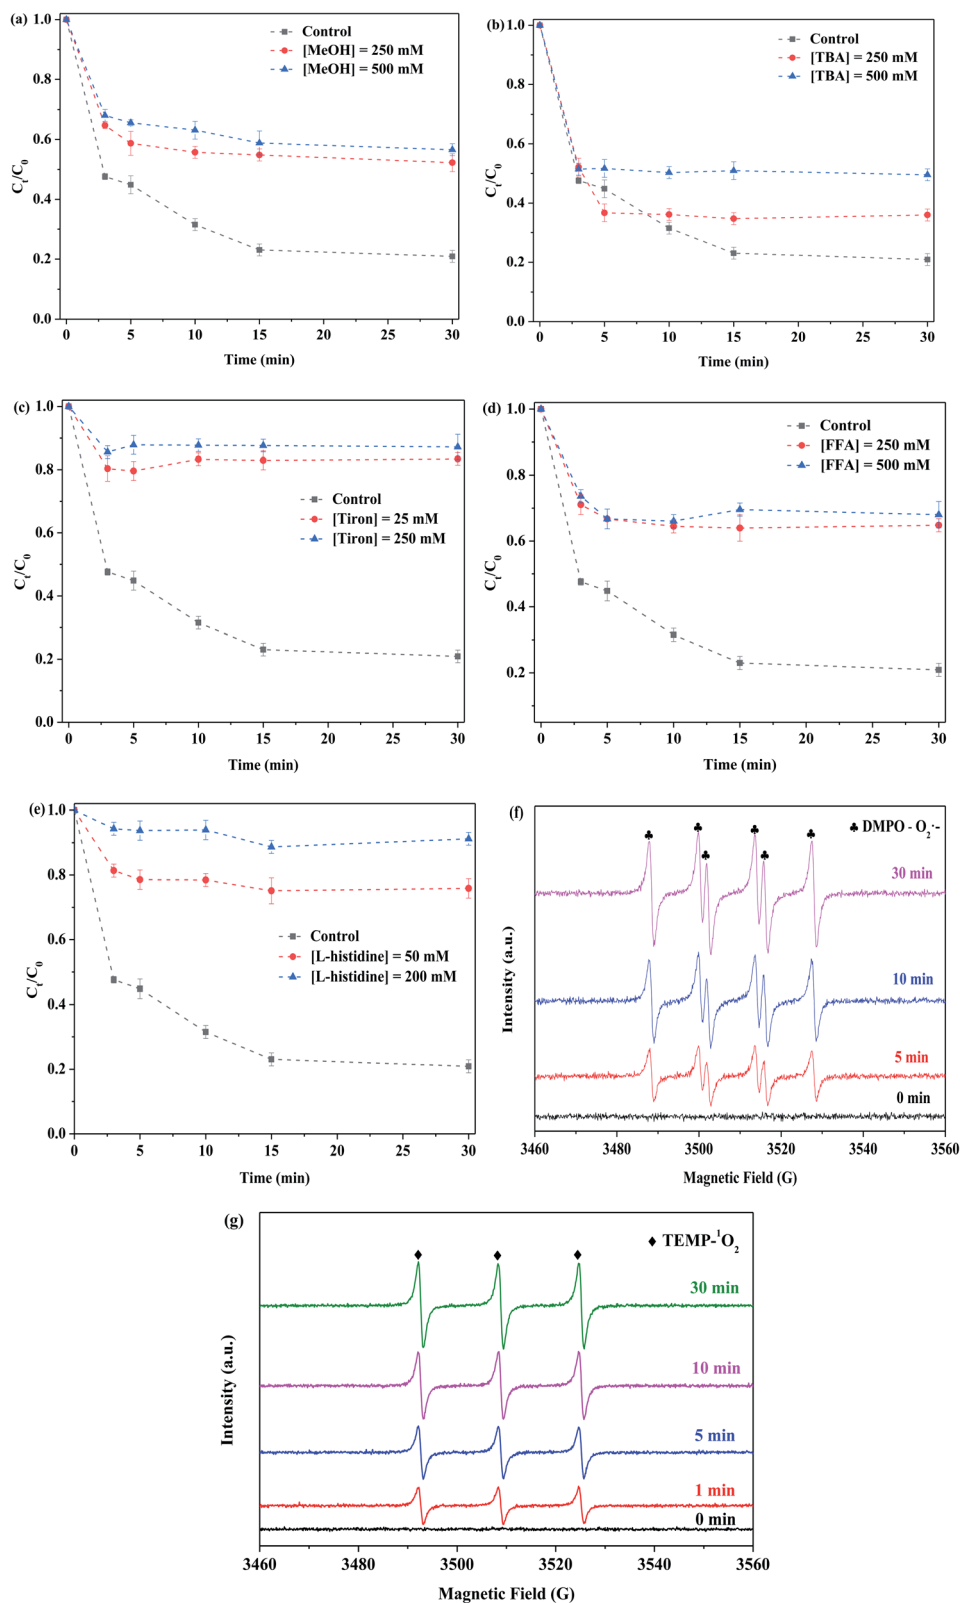 (a)
1.0
0.8
0.6
0.4
0.2
0.0
C_t/C_0
Control
[MeOH] = 250 mM
[MeOH] = 500 mM
0 5 10 15 20 25 30
Time (min)
(b)
1.0
0.8
0.6
0.4
0.2
0.0
C_t/C_0
Control
[TBA] = 250 mM
[TBA] = 500 mM
0 5 10 15 20 25 30
Time (min)
(c)
1.0
0.8
0.6
0.4
0.2
0.0
C_t/C_0
Control
[Tiron] = 25 mM
[Tiron] = 250 mM
0 5 10 15 20 25 30
Time (min)
(d)
1.0
0.8
0.6
0.4
0.2
C_t/C_0
Control
[FFA] = 250 mM
[FFA] = 500 mM
0 5 10 15 20 25 30
Time (min)
(e)
1.0
0.8
0.6
0.4
0.2
0.0
C_t/C_0
Control
[L-histidine] = 50 mM
[L-histidine] = 200 mM
0 5 10 15 20 25 30
Time (min)
(f)
♣ DMPO - O₂·-
30 min
10 min
5 min
0 min
Intensity (a.u.)
3460 3480 3500 3520 3540 3560
Magnetic Field (G)
(g)
♦ TEMP-¹O₂
30 min
10 min
5 min
1 min
0 min
Intensity (a.u.)
3460 3480 3500 3520 3540 3560
Magnetic Field (G)